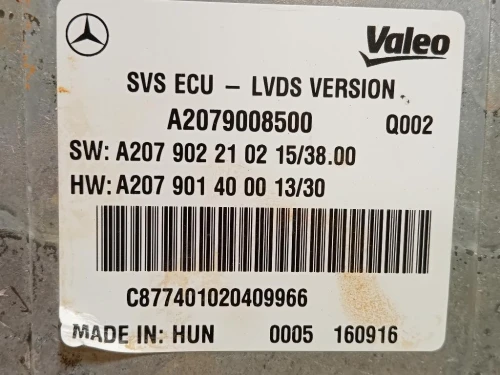 Valeo
SVS ECU – LVDS VERSION
A2079008500 Q002
SW: A207 902 21 02 15/38.00
HW: A207 901 40 00 13/30
C877401020409966
MADE IN: HUN 0005 160916